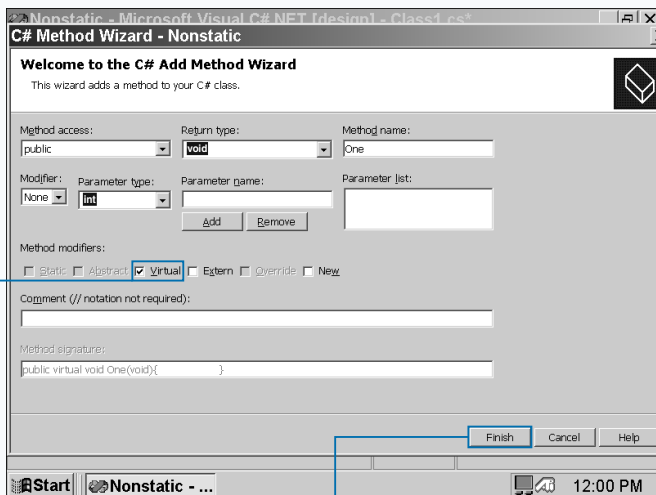 Nonstatic - Microsoft Visual C# .NET [design] - Class1.cs*
C# Method Wizard - Nonstatic
Welcome to the C# Add Method Wizard
This wizard adds a method to your C# class.
Method access: Return type: Method name:
public void One
Modifier: Parameter type: Parameter name: Parameter list:
None int
Add Remove
Method modifiers:
Static Abstract Virtual Extern Override New
Comment (// notation not required):
Method signature:
public virtual void One(void){ }
Finish Cancel Help
Start Nonstatic - ... 12:00 PM